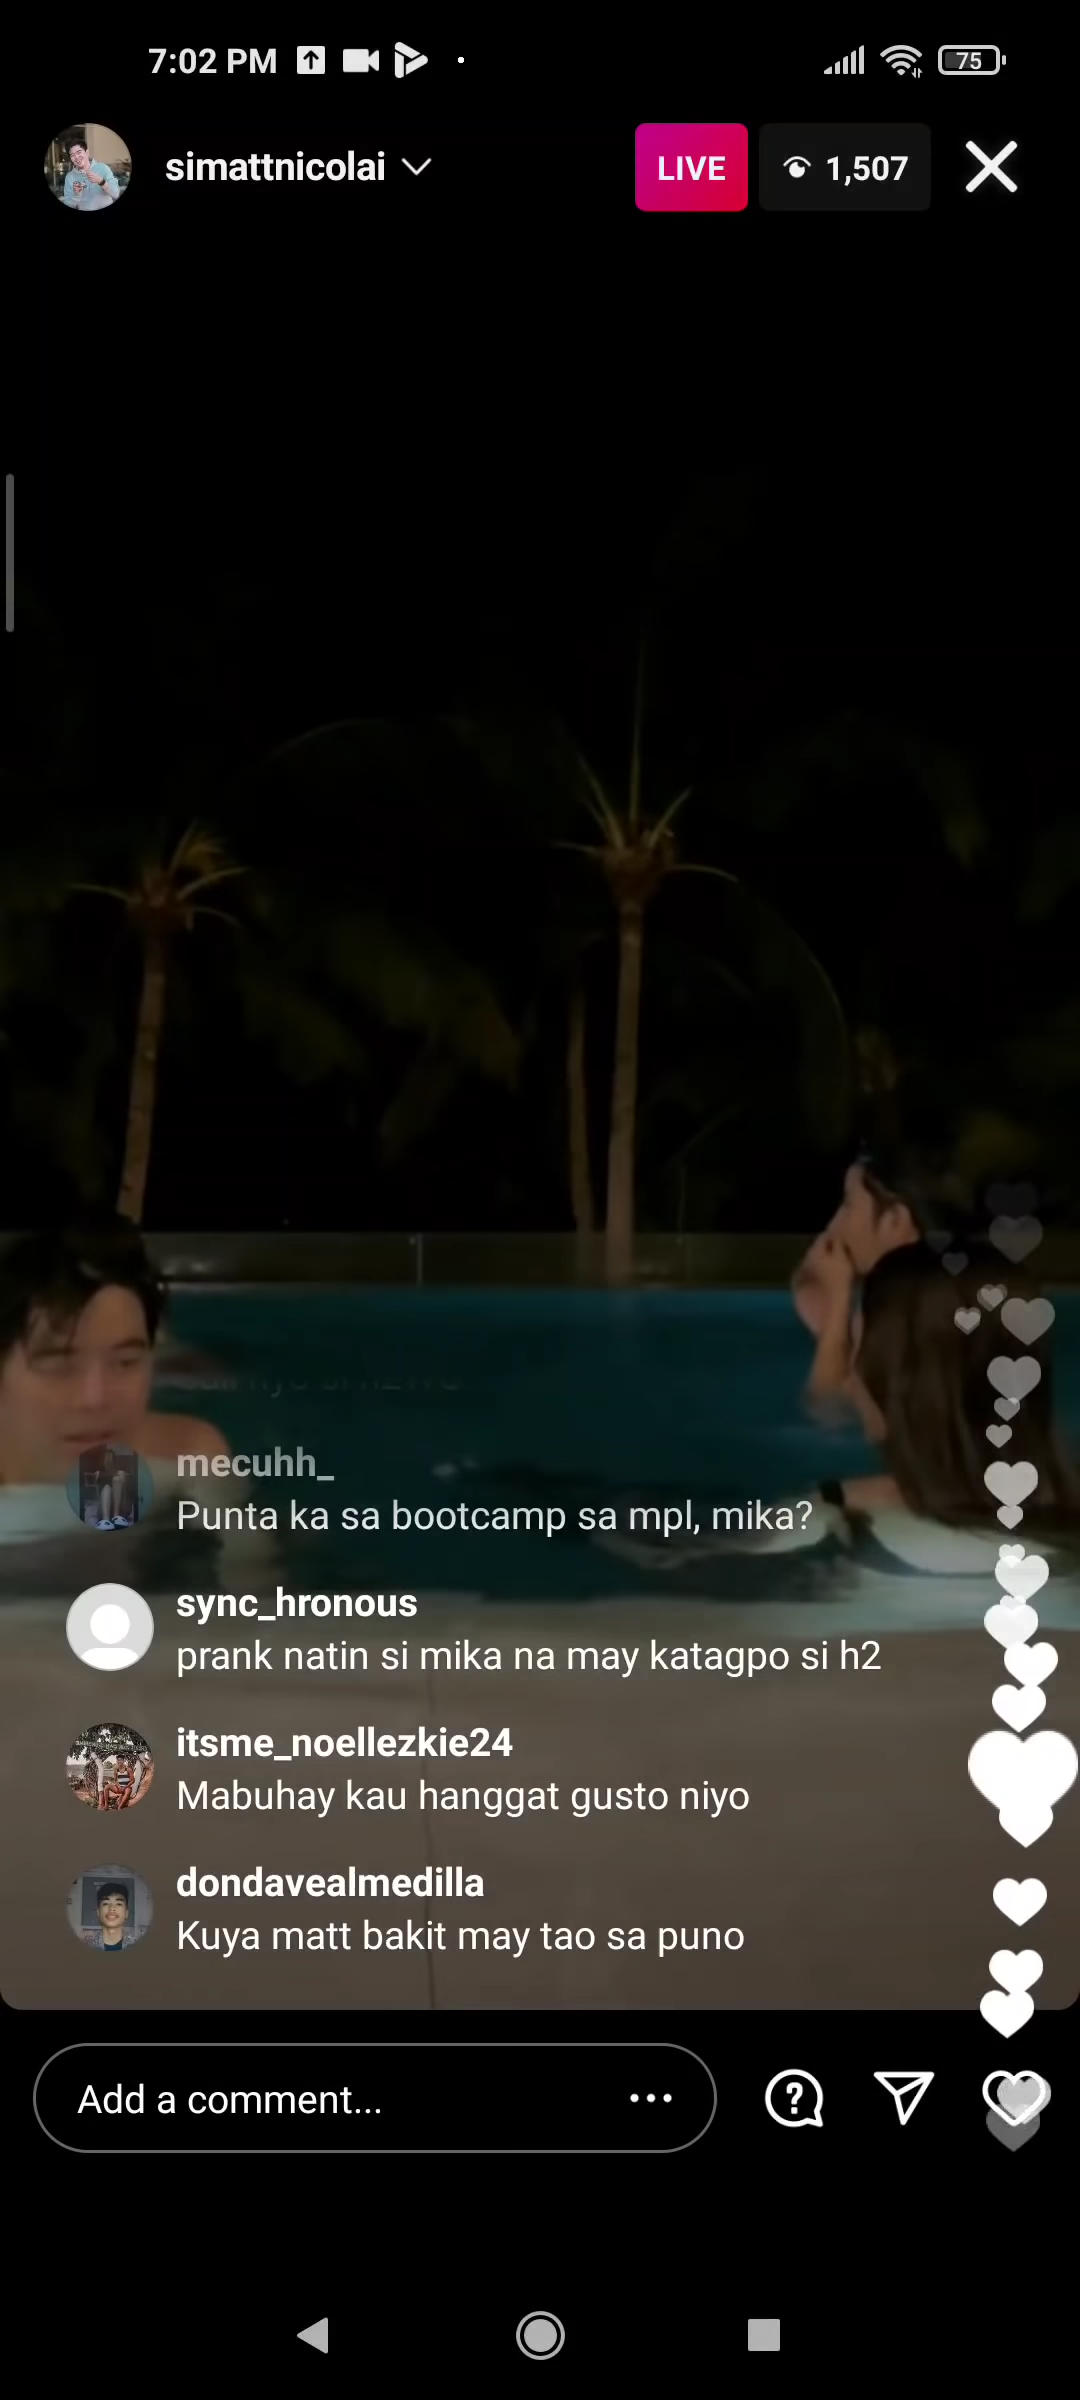 7:02 PM
75
simattnicolai
LIVE
1,507
mecuhh_
Punta ka sa bootcamp sa mpl, mika?
sync_hronous
prank natin si mika na may katagpo si h2
itsme_noellezkie24
Mabuhay kau hanggat gusto niyo
dondavealmedilla
Kuya matt bakit may tao sa puno
Add a comment...